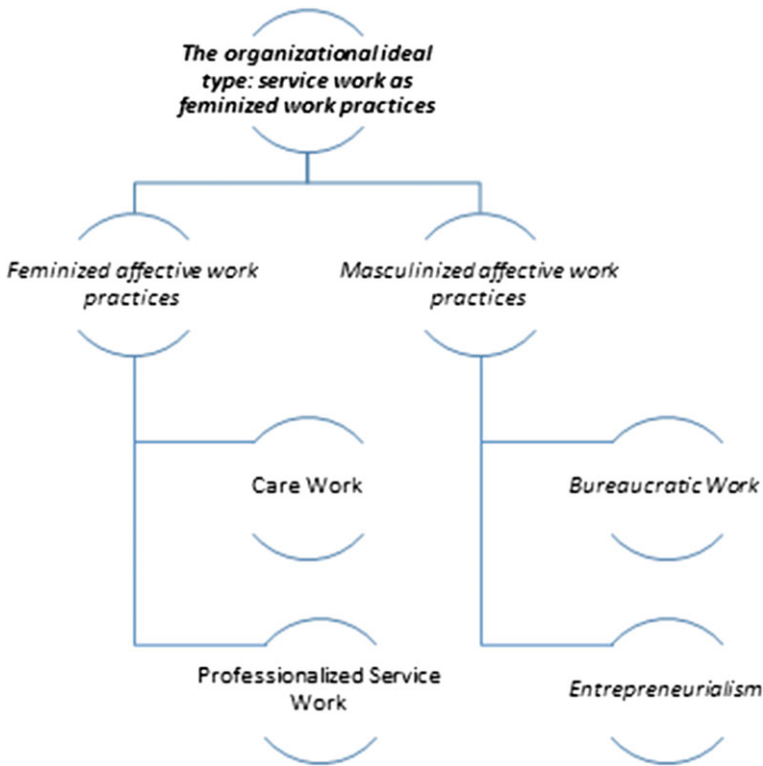 The organizational ideal
type: service work as
feminized work practices
Feminized affective work
practices
Masculinized affective work
practices
Care Work
Bureaucratic Work
Professionalized Service
Work
Entrepreneurialism